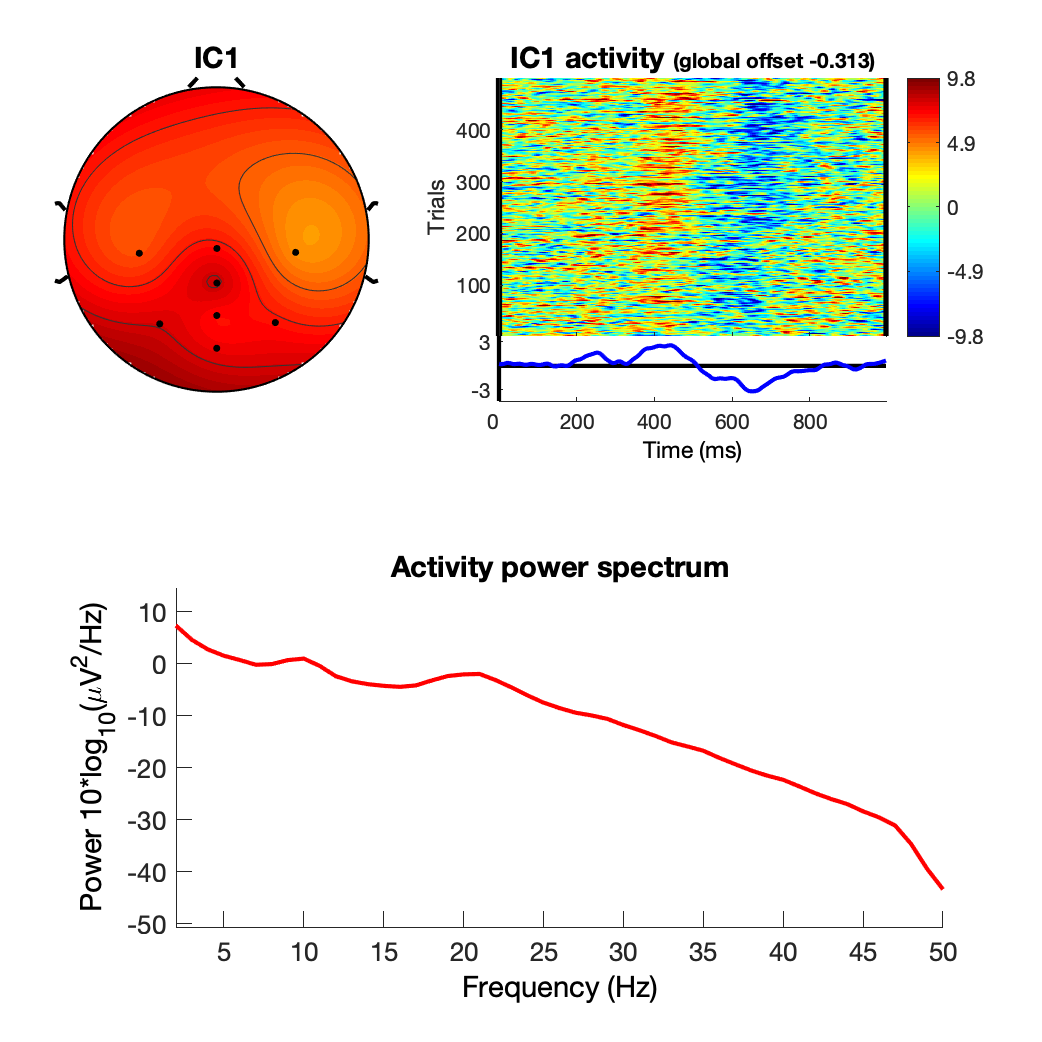 IC1
IC1 activity (global offset -0.313)
Trials
400
300
200
100
9.8
4.9
0
-4.9
-9.8
3
-3
0 200 400 600 800
Time (ms)
Activity power spectrum
Power 10*log10(μV²/Hz)
10
0
-10
-20
-30
-40
-50
5 10 15 20 25 30 35 40 45 50
Frequency (Hz)